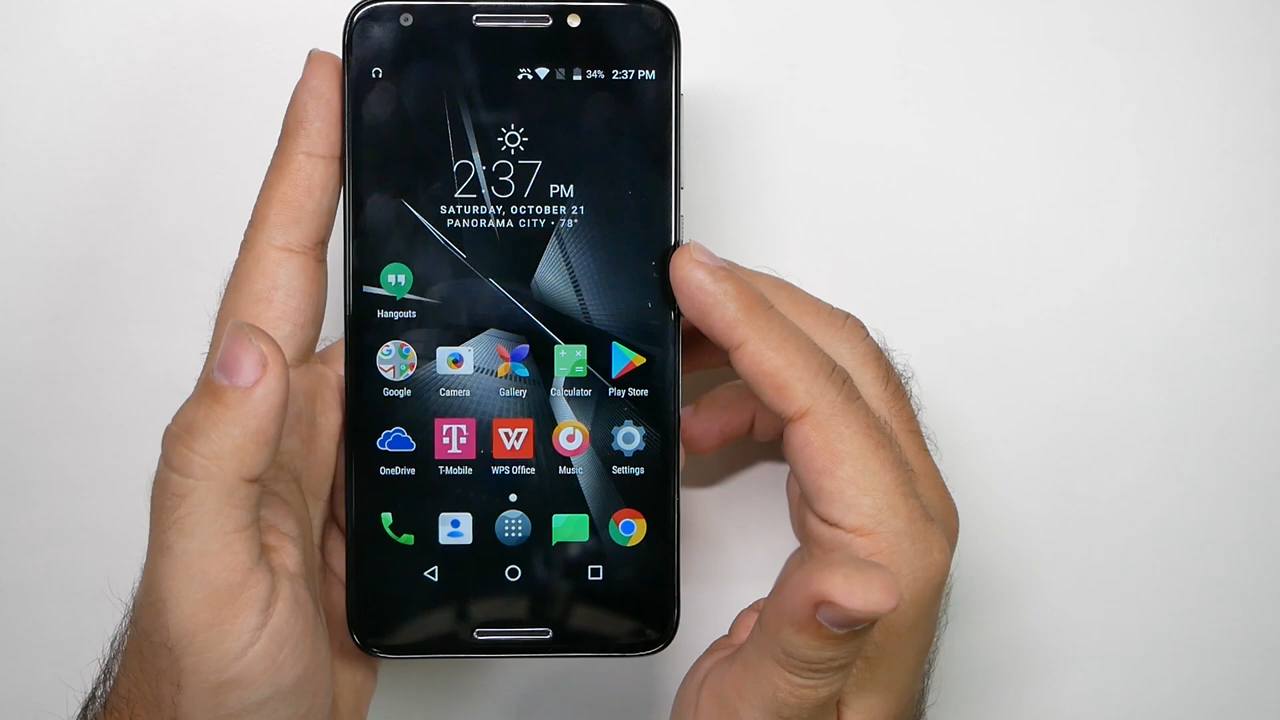 34% 2:37 PM
2:37 PM
SATURDAY, OCTOBER 21
PANORAMA CITY • 78°
Hangouts
Google Camera Gallery Calculator Play Store
OneDrive T-Mobile WPS Office Music Settings